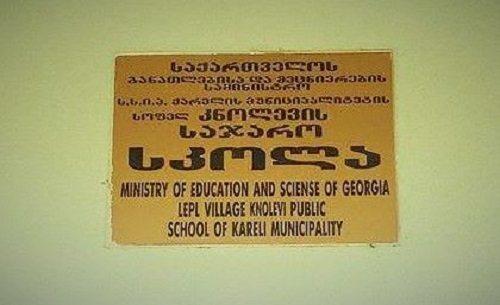 საქართველოს
განათლებისა და მეცნიერების
სამინისტრო
ს.ს.ი.პ. ქარელის მუნიციპალიტეტის
სოფელ კნოლევის
საჯარო
სკოლა
MINISTRY OF EDUCATION AND SCIENSE OF GEORGIA
LEPL VILLAGE KNOLEVI PUBLIC
SCHOOL OF KARELI MUNICIPALITY